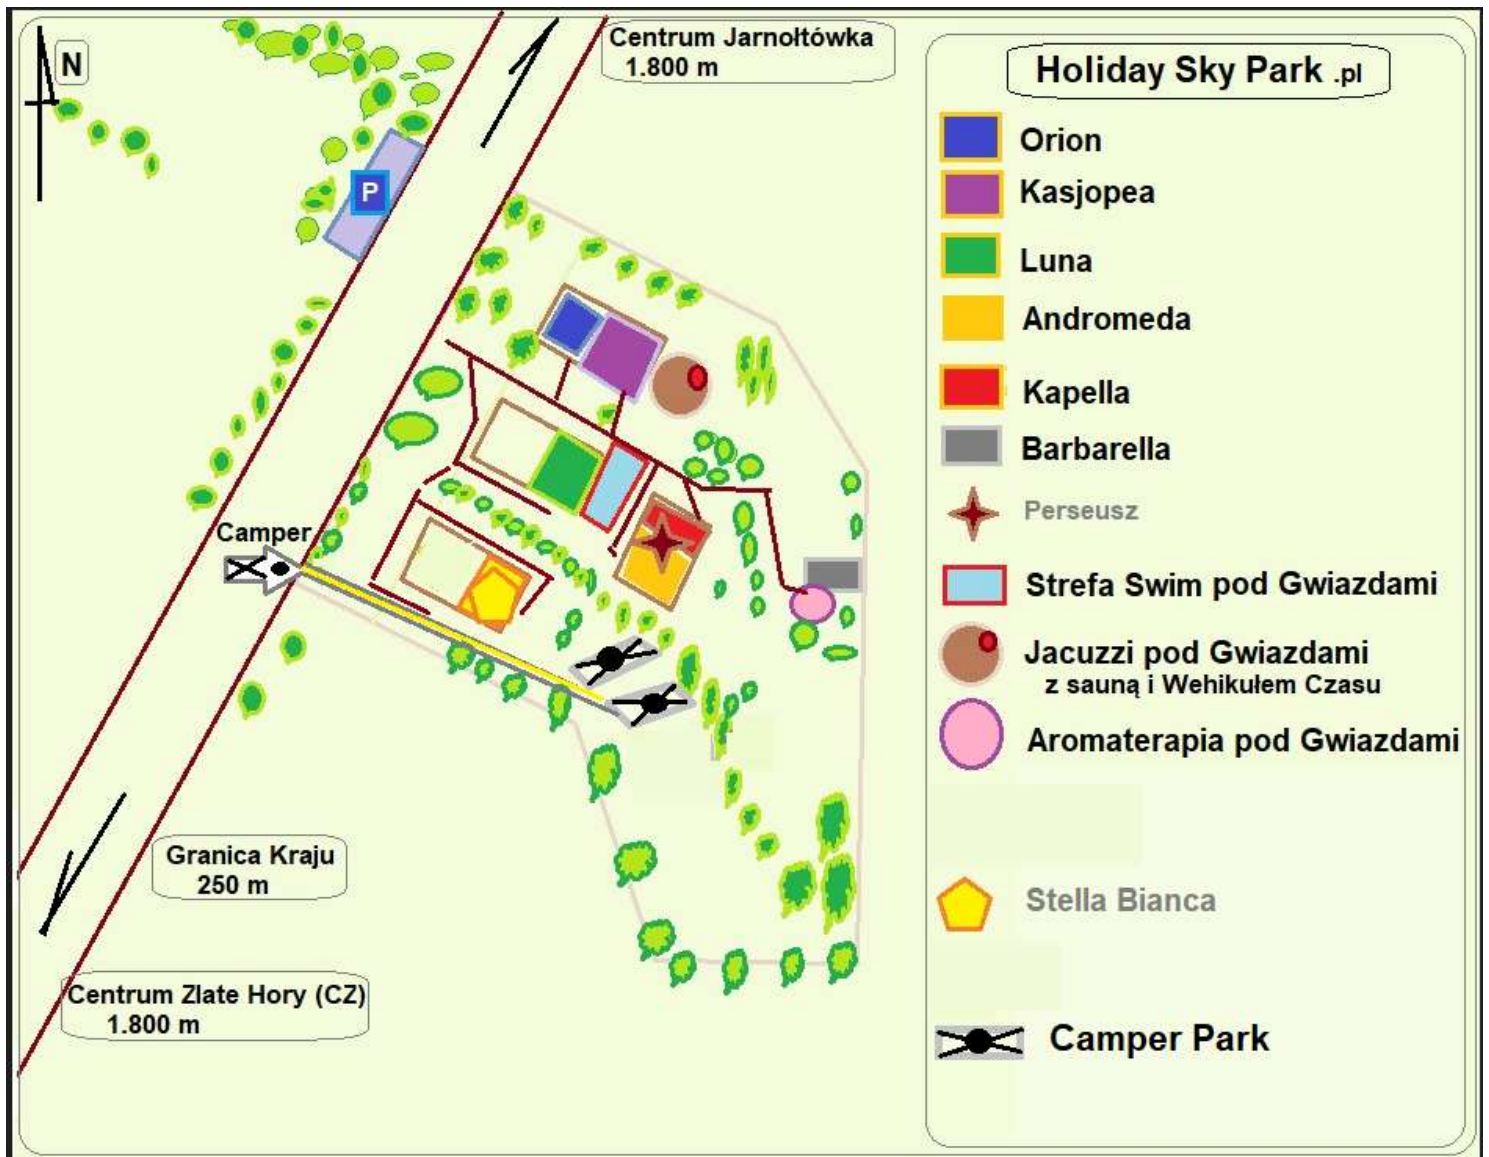 N
Centrum Jarnołtówka
1.800 m
P
Camper
Granica Kraju
250 m
Centrum Zlate Hory (CZ)
1.800 m
Holiday Sky Park .pl
Orion
Kasjopea
Luna
Andromeda
Kapella
Barbarella
Perseusz
Strefa Swim pod Gwiazdami
Jacuzzi pod Gwiazdami
z sauną i Wehikułem Czasu
Aromaterapia pod Gwiazdami
Stella Bianca
Camper Park